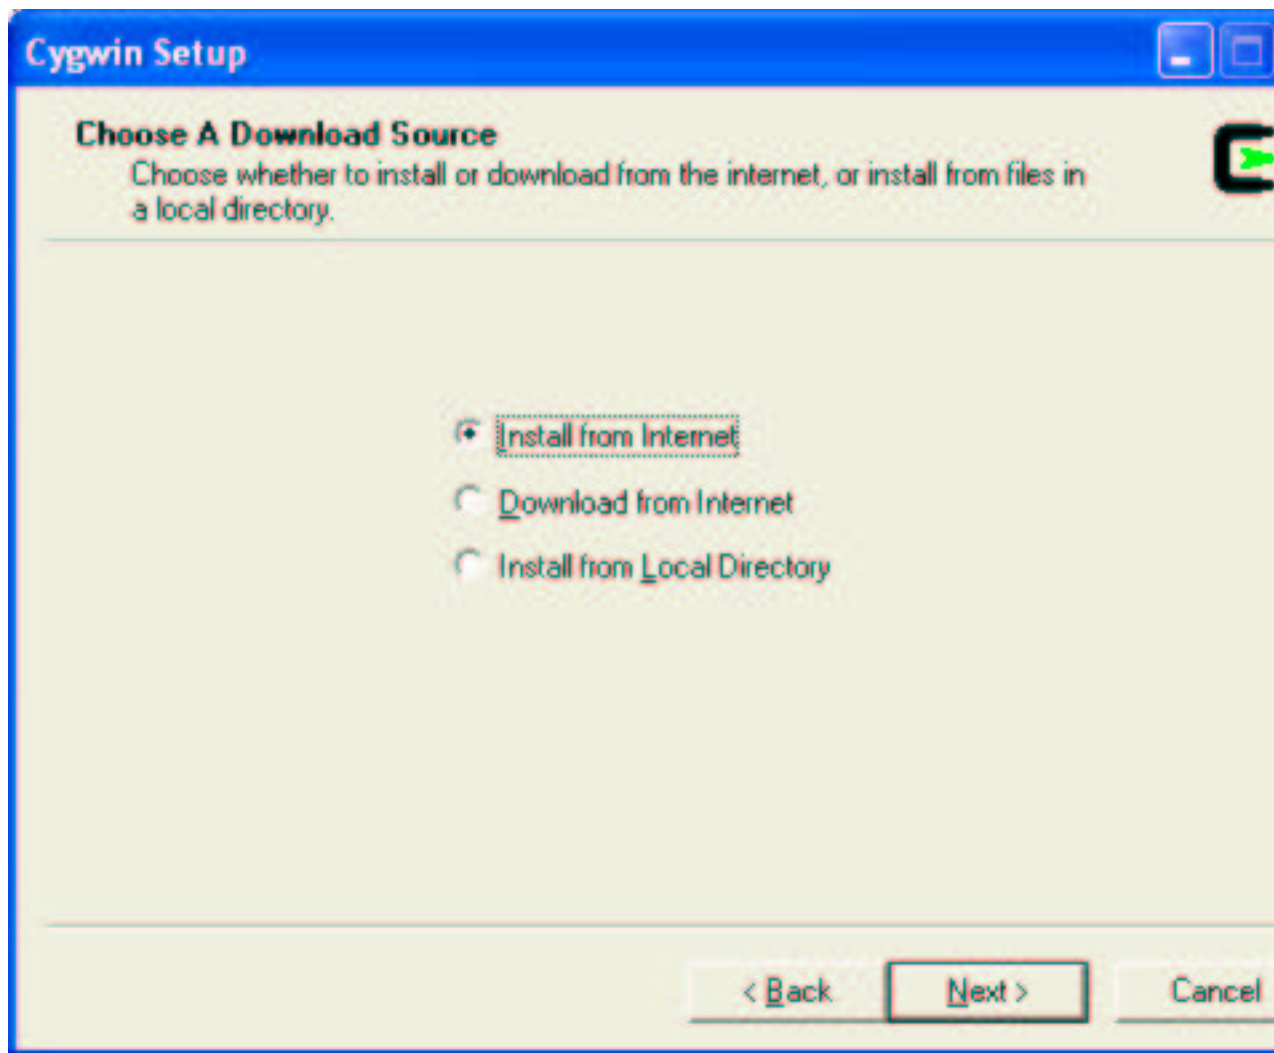 Cygwin Setup
Choose A Download Source
Choose whether to install or download from the internet, or install from files in
a local directory.
Install from Internet
Download from Internet
Install from Local Directory
< Back
Next >
Cancel